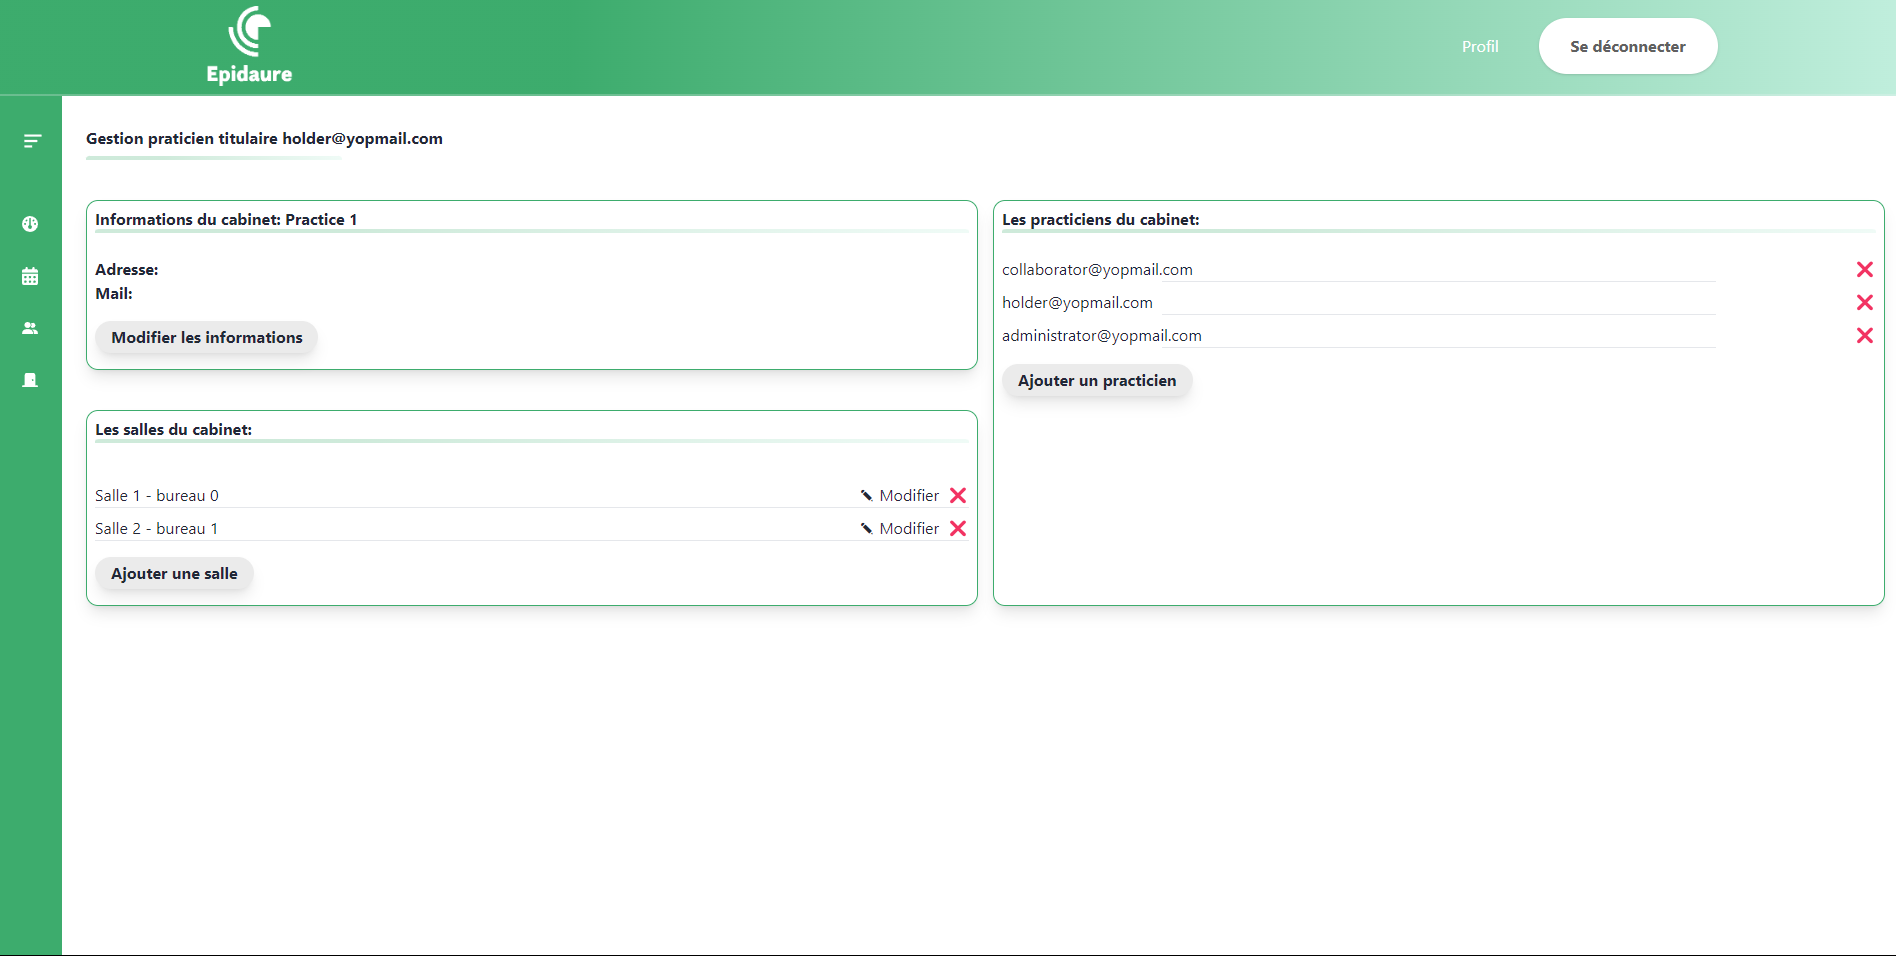 Epidaure
Profil
Se déconnecter
Gestion praticien titulaire holder@yopmail.com
Informations du cabinet: Practice 1
Adresse:
Mail:
Modifier les informations
Les salles du cabinet:
Salle 1 - bureau 0 Modifier
Salle 2 - bureau 1 Modifier
Ajouter une salle
Les practiciens du cabinet:
collaborator@yopmail.com
holder@yopmail.com
administrator@yopmail.com
Ajouter un practicien